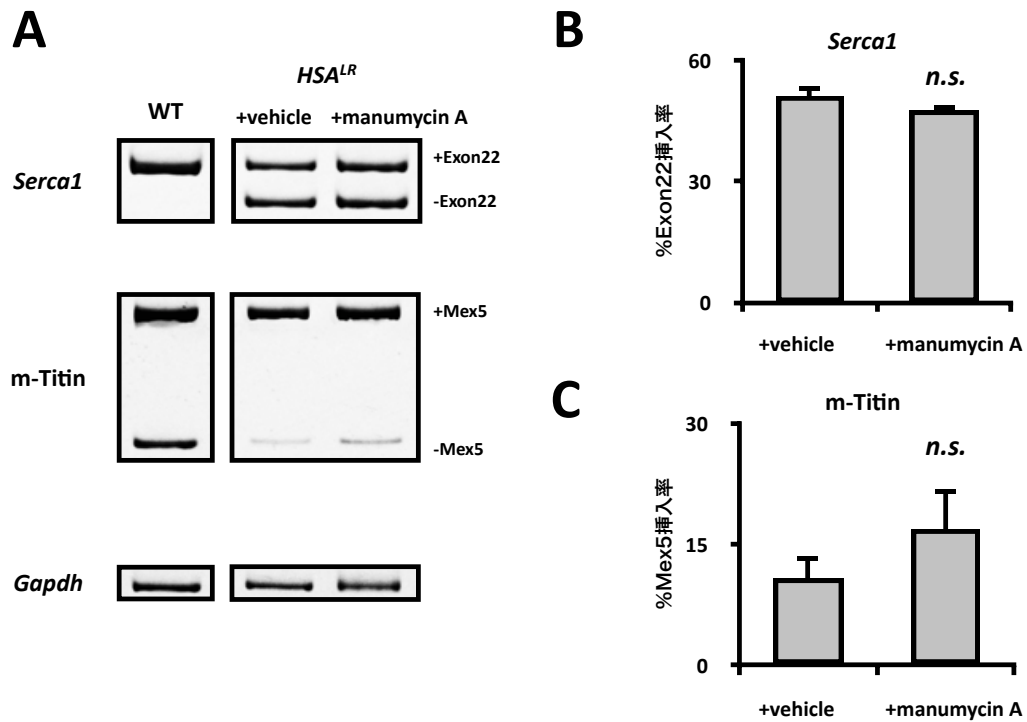 A
HSA^LR
WT
+vehicle
+manumycin A
Serca1
+Exon22
-Exon22
m-Titin
+Mex5
-Mex5
Gapdh
B
Serca1
n.s.
60
30
0
%Exon22挿入率
+vehicle
+manumycin A
C
m-Titin
n.s.
30
15
0
%Mex5挿入率
+vehicle
+manumycin A